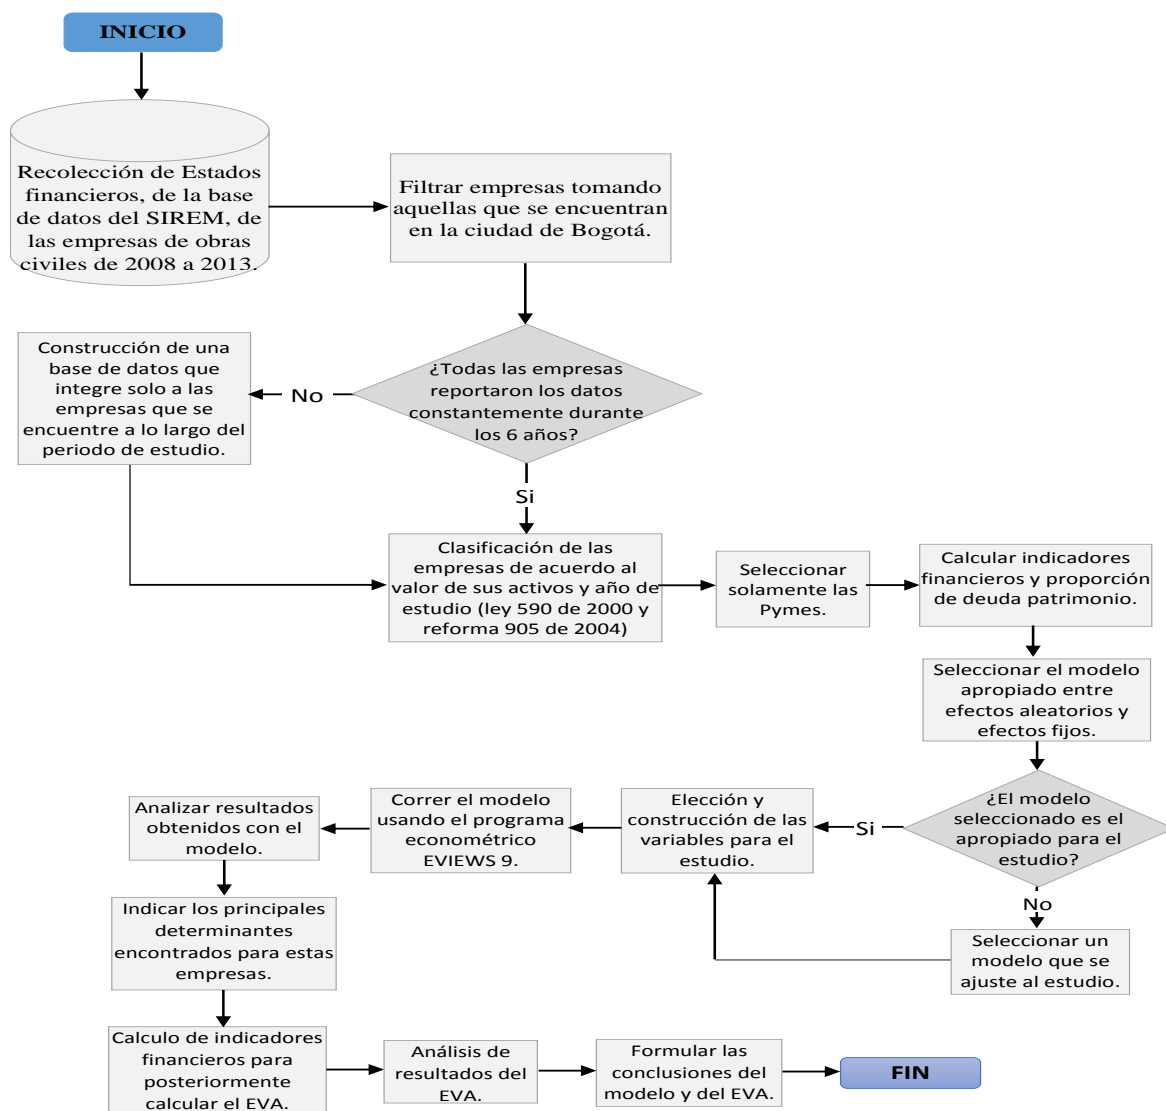 INICIO
Recolección de Estados
financieros, de la base
de datos del SIREM, de
las empresas de obras
civiles de 2008 a 2013.
Filtrar empresas tomando
aquellas que se encuentran
en la ciudad de Bogotá.
¿Todas las empresas
reportaron los datos
constantemente durante
los 6 años?
No
Construcción de una
base de datos que
integre solo a las
empresas que se
encuentre a lo largo del
periodo de estudio.
Si
Clasificación de las
empresas de acuerdo al
valor de sus activos y año de
estudio (ley 590 de 2000 y
reforma 905 de 2004)
Seleccionar
solamente las
Pymes.
Calcular indicadores
financieros y proporción
de deuda patrimonio.
Seleccionar el modelo
apropiado entre
efectos aleatorios y
efectos fijos.
¿El modelo
seleccionado es el
apropiado para el
estudio?
Si
No
Seleccionar un
modelo que se
ajuste al estudio.
Elección y
construcción de las
variables para el
estudio.
Correr el modelo
usando el programa
econométrico
EVIEWS 9.
Analizar resultados
obtenidos con el
modelo.
Indicar los principales
determinantes
encontrados para estas
empresas.
Calculo de indicadores
financieros para
posteriormente
calcular el EVA.
Análisis de
resultados del
EVA.
Formular las
conclusiones del
modelo y del EVA.
FIN